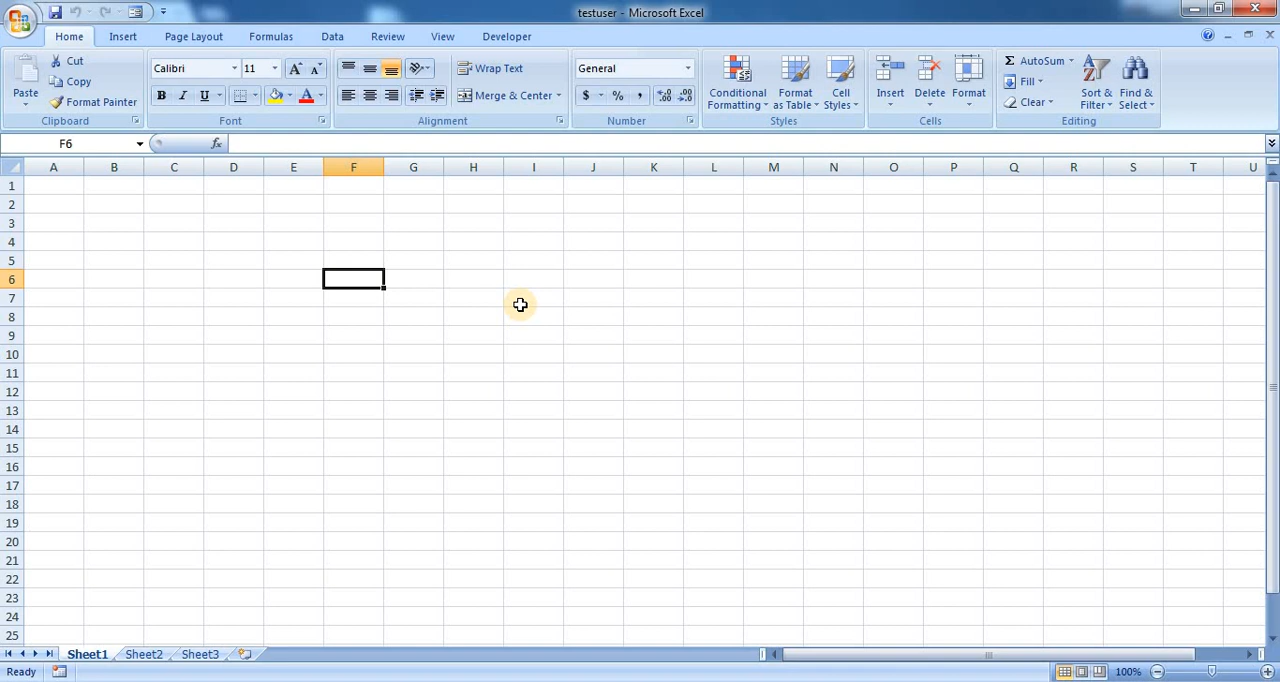 testuser - Microsoft Excel
Home Insert Page Layout Formulas Data Review View Developer
Cut
Copy
Format Painter
Paste
Clipboard
Calibri 11
B I U A
Font
Wrap Text
Merge & Center
Alignment
General
$ % ,
Number
Conditional Formatting
Format as Table
Cell Styles
Styles
Insert
Delete
Format
Cells
Σ AutoSum
Fill
Clear
Sort & Filter
Find & Select
Editing
F6 fx
A B C D E F G H I J K L M N O P Q R S T U
1
2
3
4
5
6
7
8
9
10
11
12
13
14
15
16
17
18
19
20
21
22
23
24
25
Sheet1 Sheet2 Sheet3
Ready 100%